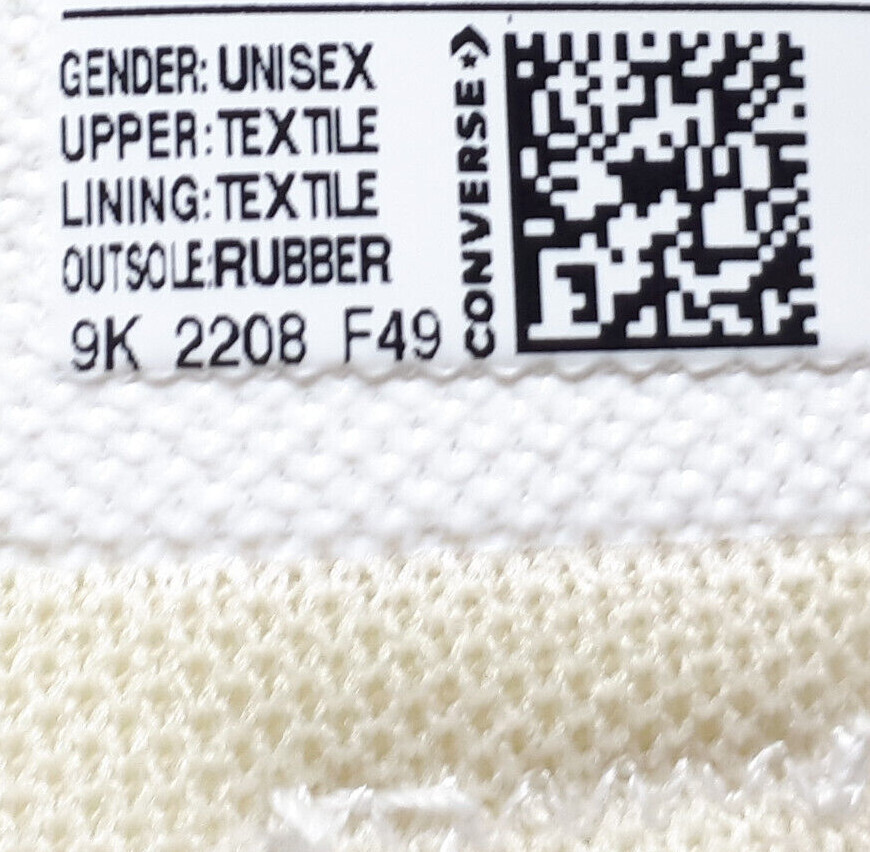 GENDER: UNISEX
UPPER: TEXTILE
LINING: TEXTILE
OUTSOLE: RUBBER
9K 2208 F49
CONVERSE